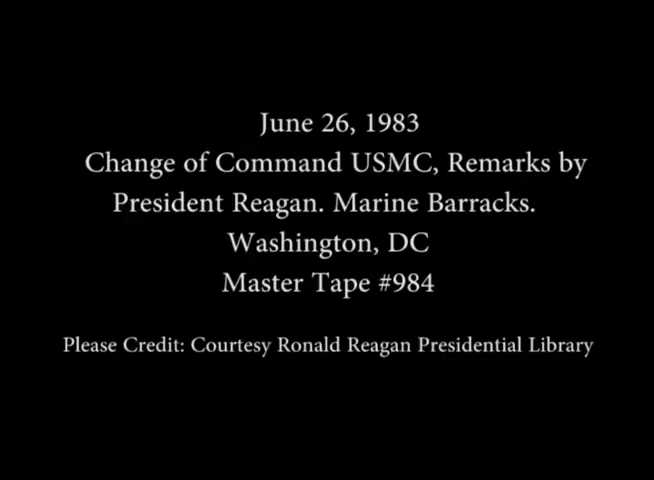 June 26, 1983
Change of Command USMC, Remarks by
President Reagan. Marine Barracks.
Washington, DC
Master Tape #984
Please Credit: Courtesy Ronald Reagan Presidential Library